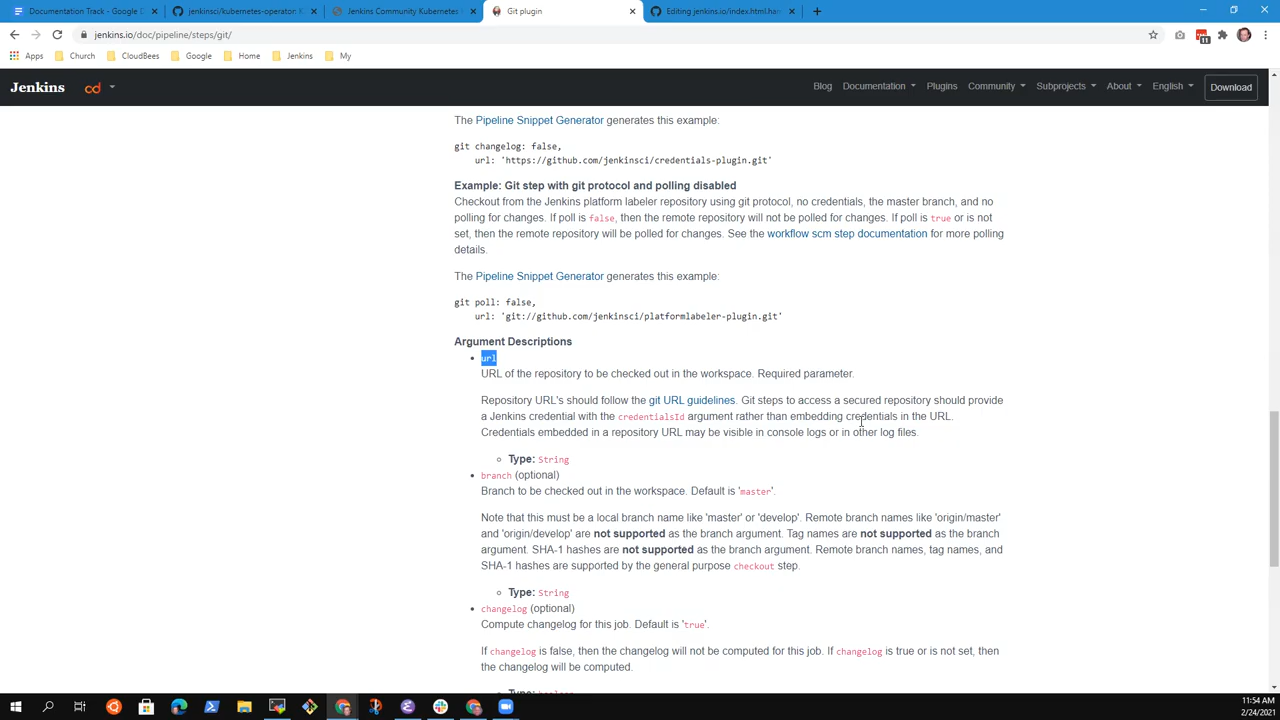 Documentation Track - Google D
jenkinsci/kubernetes-operator: K
Jenkins Community Kubernetes
Git plugin
Editing jenkins.io/index.html.ha
jenkins.io/doc/pipeline/steps/git/
11
Apps
Church
CloudBees
Google
Home
Jenkins
My
Jenkins
cd
Blog
Documentation
Plugins
Community
Subprojects
About
English
Download
The Pipeline Snippet Generator generates this example:
git changelog: false,
url: 'https://github.com/jenkinsci/credentials-plugin.git'
Example: Git step with git protocol and polling disabled
Checkout from the Jenkins platform labeler repository using git protocol, no credentials, the master branch, and no
polling for changes. If poll is false, then the remote repository will not be polled for changes. If poll is true or is not
set, then the remote repository will be polled for changes. See the workflow scm step documentation for more polling
details.
The Pipeline Snippet Generator generates this example:
git poll: false,
url: 'git://github.com/jenkinsci/platformlabeler-plugin.git'
Argument Descriptions
• url
URL of the repository to be checked out in the workspace. Required parameter.
Repository URL's should follow the git URL guidelines. Git steps to access a secured repository should provide
a Jenkins credential with the credentialsId argument rather than embedding credentials in the URL.
Credentials embedded in a repository URL may be visible in console logs or in other log files.
Type: String
• branch (optional)
Branch to be checked out in the workspace. Default is 'master'.
Note that this must be a local branch name like 'master' or 'develop'. Remote branch names like 'origin/master'
and 'origin/develop' are not supported as the branch argument. Tag names are not supported as the branch
argument. SHA-1 hashes are not supported as the branch argument. Remote branch names, tag names, and
SHA-1 hashes are supported by the general purpose checkout step.
Type: String
• changelog (optional)
Compute changelog for this job. Default is 'true'.
If changelog is false, then the changelog will not be computed for this job. If changelog is true or is not set, then
the changelog will be computed.
Type: boolean
11:54 AM
2/24/2021